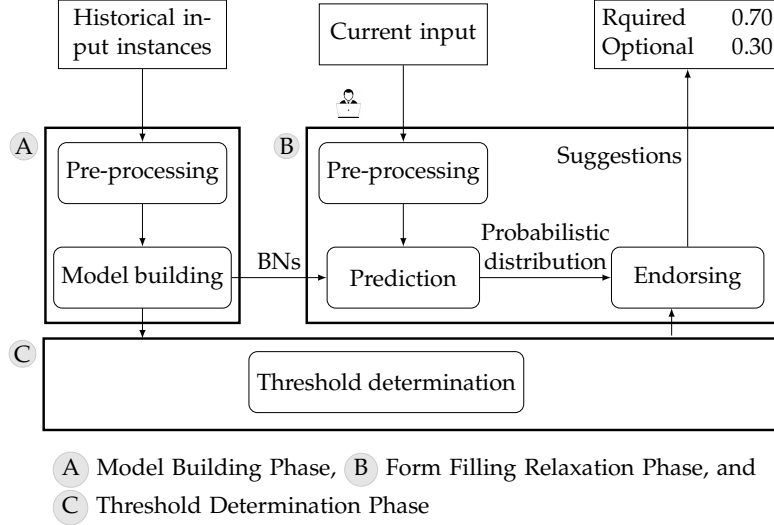 Historical in-
put instances
Current input
Rquired 0.70
Optional 0.30
A
B
Pre-processing
Pre-processing
Suggestions
Model building
BNs
Prediction
Probabilistic
distribution
Endorsing
C
Threshold determination
A Model Building Phase, B Form Filling Relaxation Phase, and
C Threshold Determination Phase